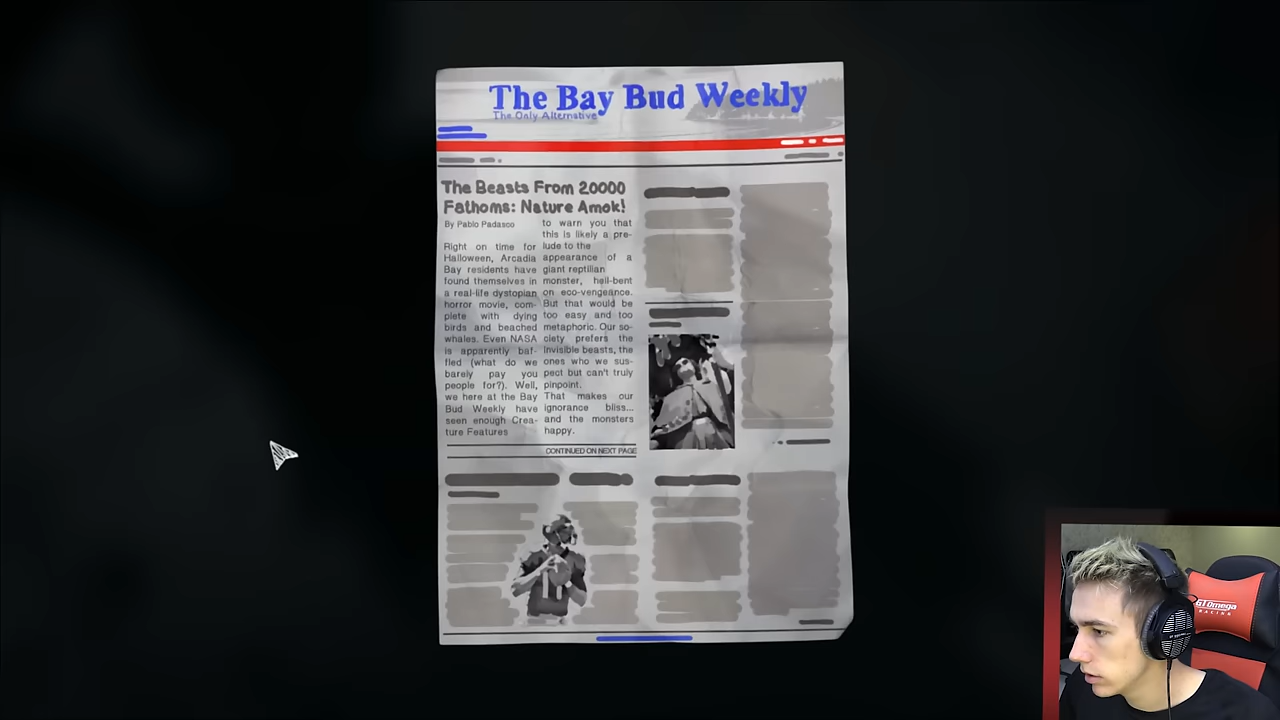 The Bay Bud Weekly
The Only Alternative
The Beasts From 20000
Fathoms: Nature Amok!
By Pablo Padasco
Right on time for
Halloween, Arcadia
Bay residents have
found themselves in
a real-life dystopian
horror movie, com-
plete with dying
birds and beached
whales. Even NASA
is apparently baf-
fled (what do we
barely pay you
people for?). Well,
we here at the Bay
Bud Weekly have
seen enough Crea-
ture Features
to warn you that
this is likely a pre-
lude to the
appearance of a
giant reptilian
monster, hell-bent
on eco-vengeance.
But that would be
too easy and too
metaphoric. Our so-
ciety prefers the
invisible beasts, the
ones who we sus-
pect but can't truly
pinpoint.
That makes our
ignorance bliss...
and the monsters
happy.
CONTINUED ON NEXT PAGE
GT Omega
RACING